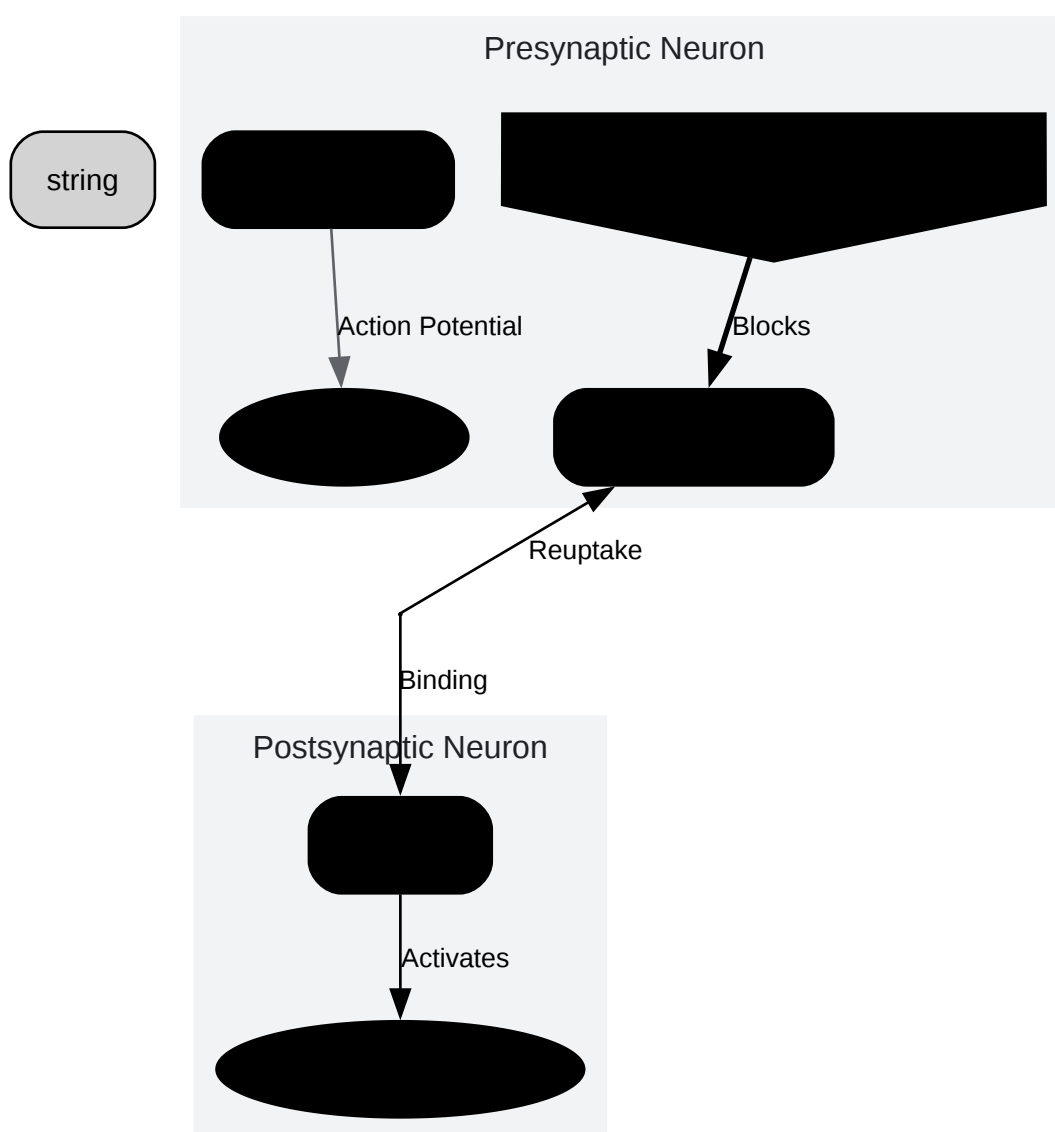 Presynaptic Neuron
string
Action Potential
Blocks
Reuptake
Binding
Postsynaptic Neuron
Activates